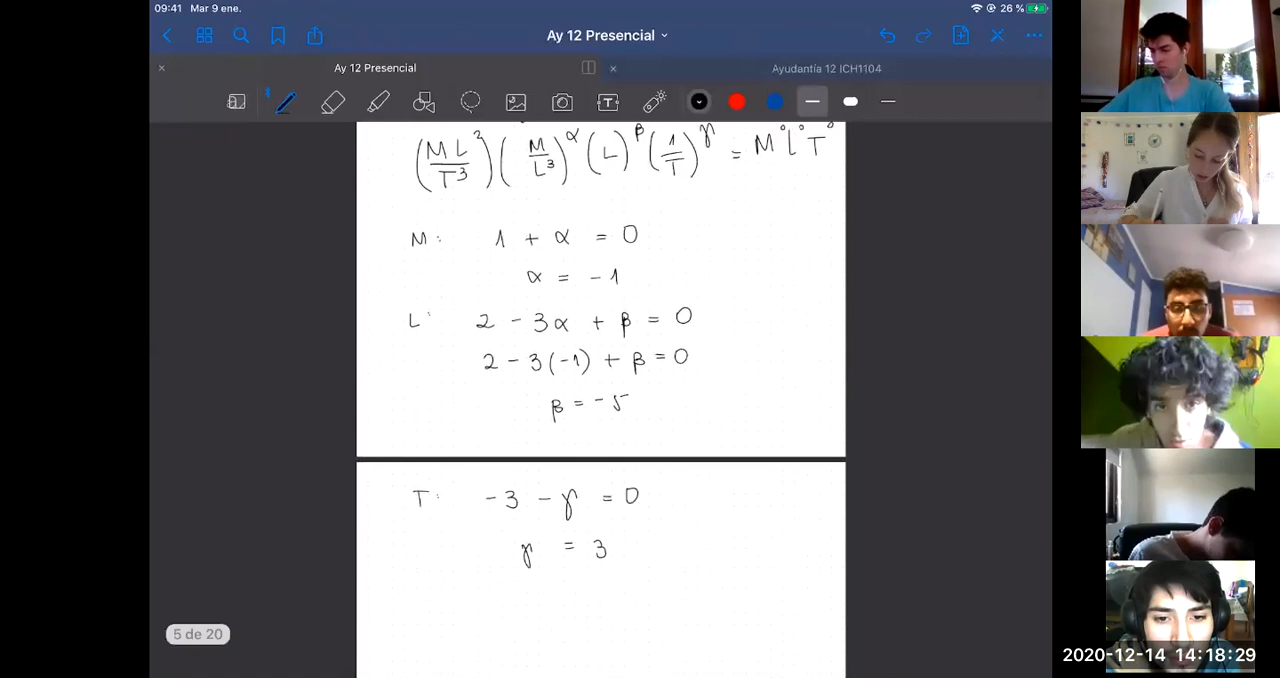 09:41 Mar 9 ene. 26 %
Ay 12 Presencial
Ay 12 Presencial Ayudantía 12 ICH1104
(ML²/T³)(M/L³)^α (L)^β (1/T)^γ = M°L°T°
M: 1 + α = 0
α = -1
L: 2 - 3α + β = 0
2 - 3(-1) + β = 0
β = -5
T: -3 - γ = 0
γ = 3
5 de 20
2020-12-14 14:18:29